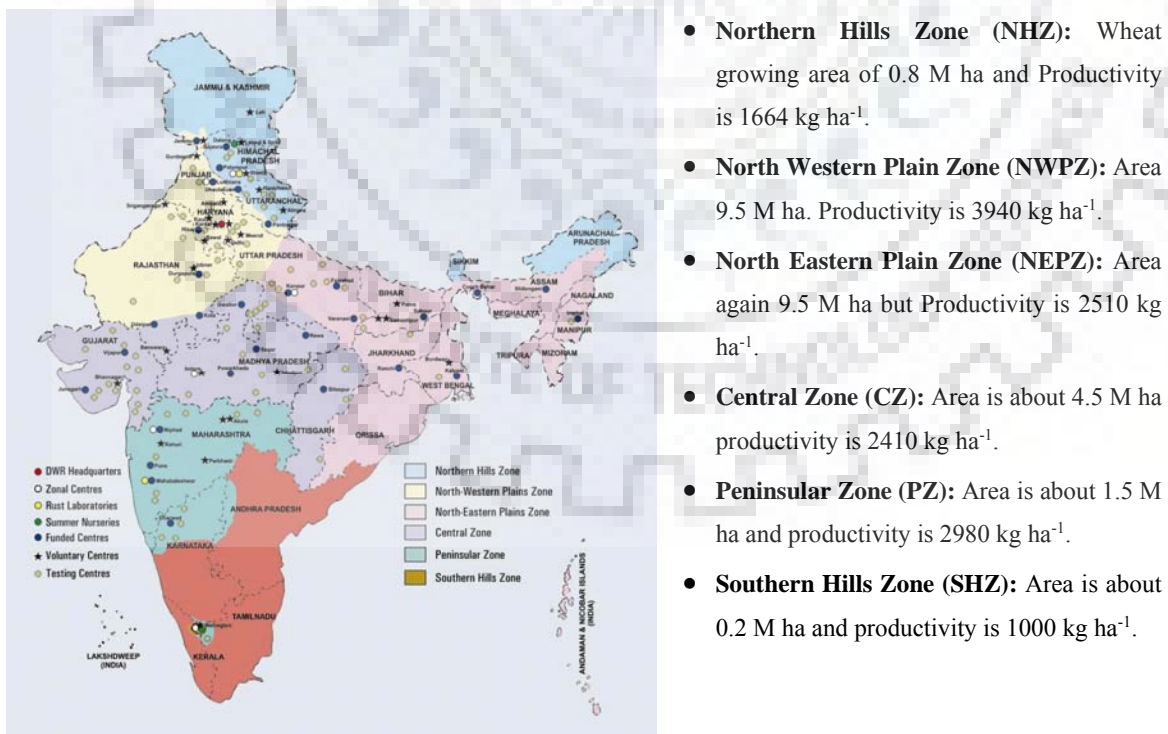 JAMMU & KASHMIR
Leh
HIMACHAL
PRADESH
PUNJAB
UTTARANCHAL
HARYANA
RAJASTHAN
UTTAR PRADESH
SIKKIM
ARUNACHAL
PRADESH
ASSAM
NAGALAND
MEGHALAYA
MANIPUR
TRIPURA
MIZORAM
BIHAR
JHARKHAND
WEST BENGAL
GUJARAT
MADHYA PRADESH
CHHATTISGARH
ORISSA
MAHARASHTRA
ANDHRA PRADESH
KARNATAKA
TAMILNADU
KERALA
LAKSHDWEEP
(INDIA)
ANDAMAN & NICOBAR ISLANDS
(INDIA)
DWR Headquarters
Zonal Centres
Rust Laboratories
Summer Nurseries
Funded Centres
Voluntary Centres
Testing Centres
Northern Hills Zone
North-Western Plains Zone
North-Eastern Plains Zone
Central Zone
Peninsular Zone
Southern Hills Zone
• Northern Hills Zone (NHZ): Wheat
growing area of 0.8 M ha and Productivity
is 1664 kg ha-1.
• North Western Plain Zone (NWPZ): Area
9.5 M ha. Productivity is 3940 kg ha-1.
• North Eastern Plain Zone (NEPZ): Area
again 9.5 M ha but Productivity is 2510 kg
ha-1.
• Central Zone (CZ): Area is about 4.5 M ha
productivity is 2410 kg ha-1.
• Peninsular Zone (PZ): Area is about 1.5 M
ha and productivity is 2980 kg ha-1.
• Southern Hills Zone (SHZ): Area is about
0.2 M ha and productivity is 1000 kg ha-1.